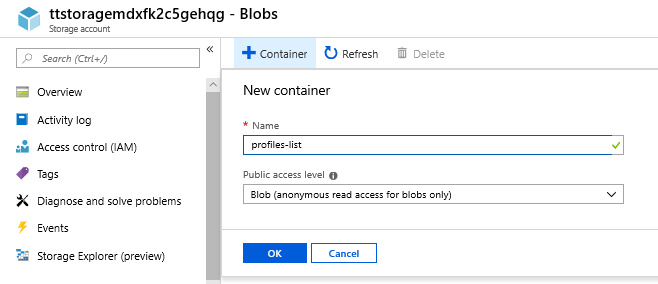 ttstoragemdxfk2c5gehqg - Blobs
Storage account
Search (Ctrl+/)
«
Overview
Activity log
Access control (IAM)
Tags
Diagnose and solve problems
Events
Storage Explorer (preview)
+ Container
Refresh
Delete
New container
* Name
profiles-list
Public access level
Blob (anonymous read access for blobs only)
OK
Cancel